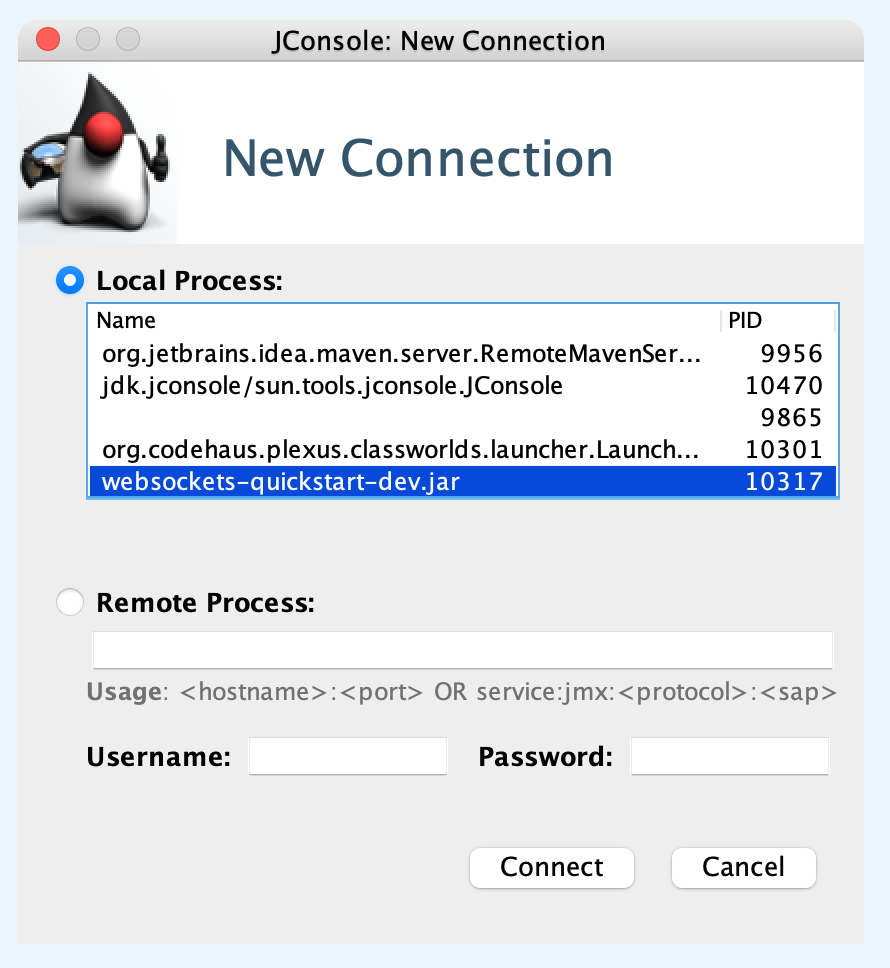 JConsole: New Connection
New Connection
Local Process:
Name PID
org.jetbrains.idea.maven.server.RemoteMavenSer... 9956
jdk.jconsole/sun.tools.jconsole.JConsole 10470
9865
org.codehaus.plexus.classworlds.launcher.Launch... 10301
websockets-quickstart-dev.jar 10317
Remote Process:
Usage: <hostname>:<port> OR service:jmx:<protocol>:<sap>
Username: Password:
Connect Cancel